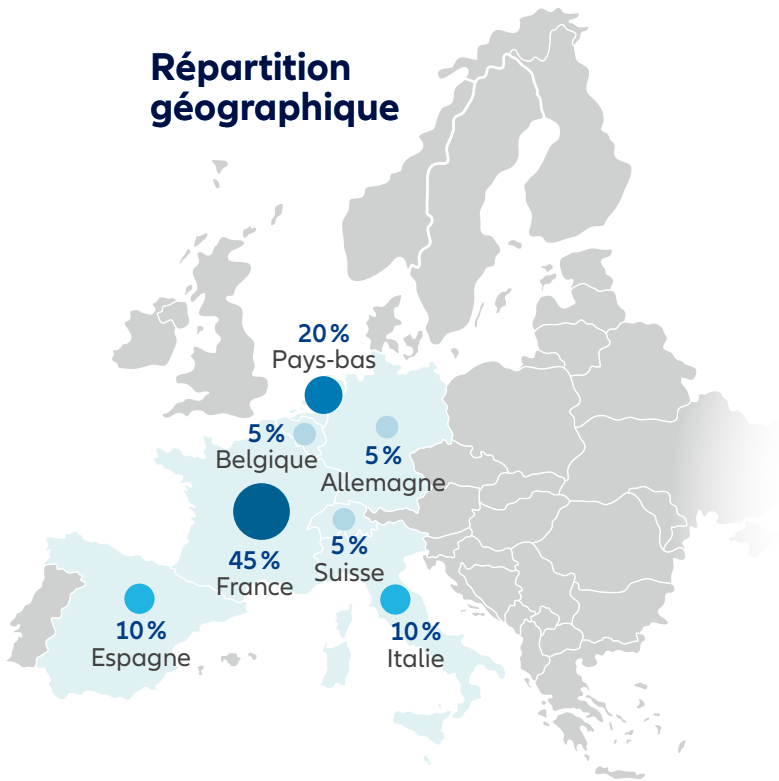 Répartition
géographique
20 %
Pays-bas
5 %
Belgique
5 %
Allemagne
45 %
France
5 %
Suisse
10 %
Espagne
10 %
Italie